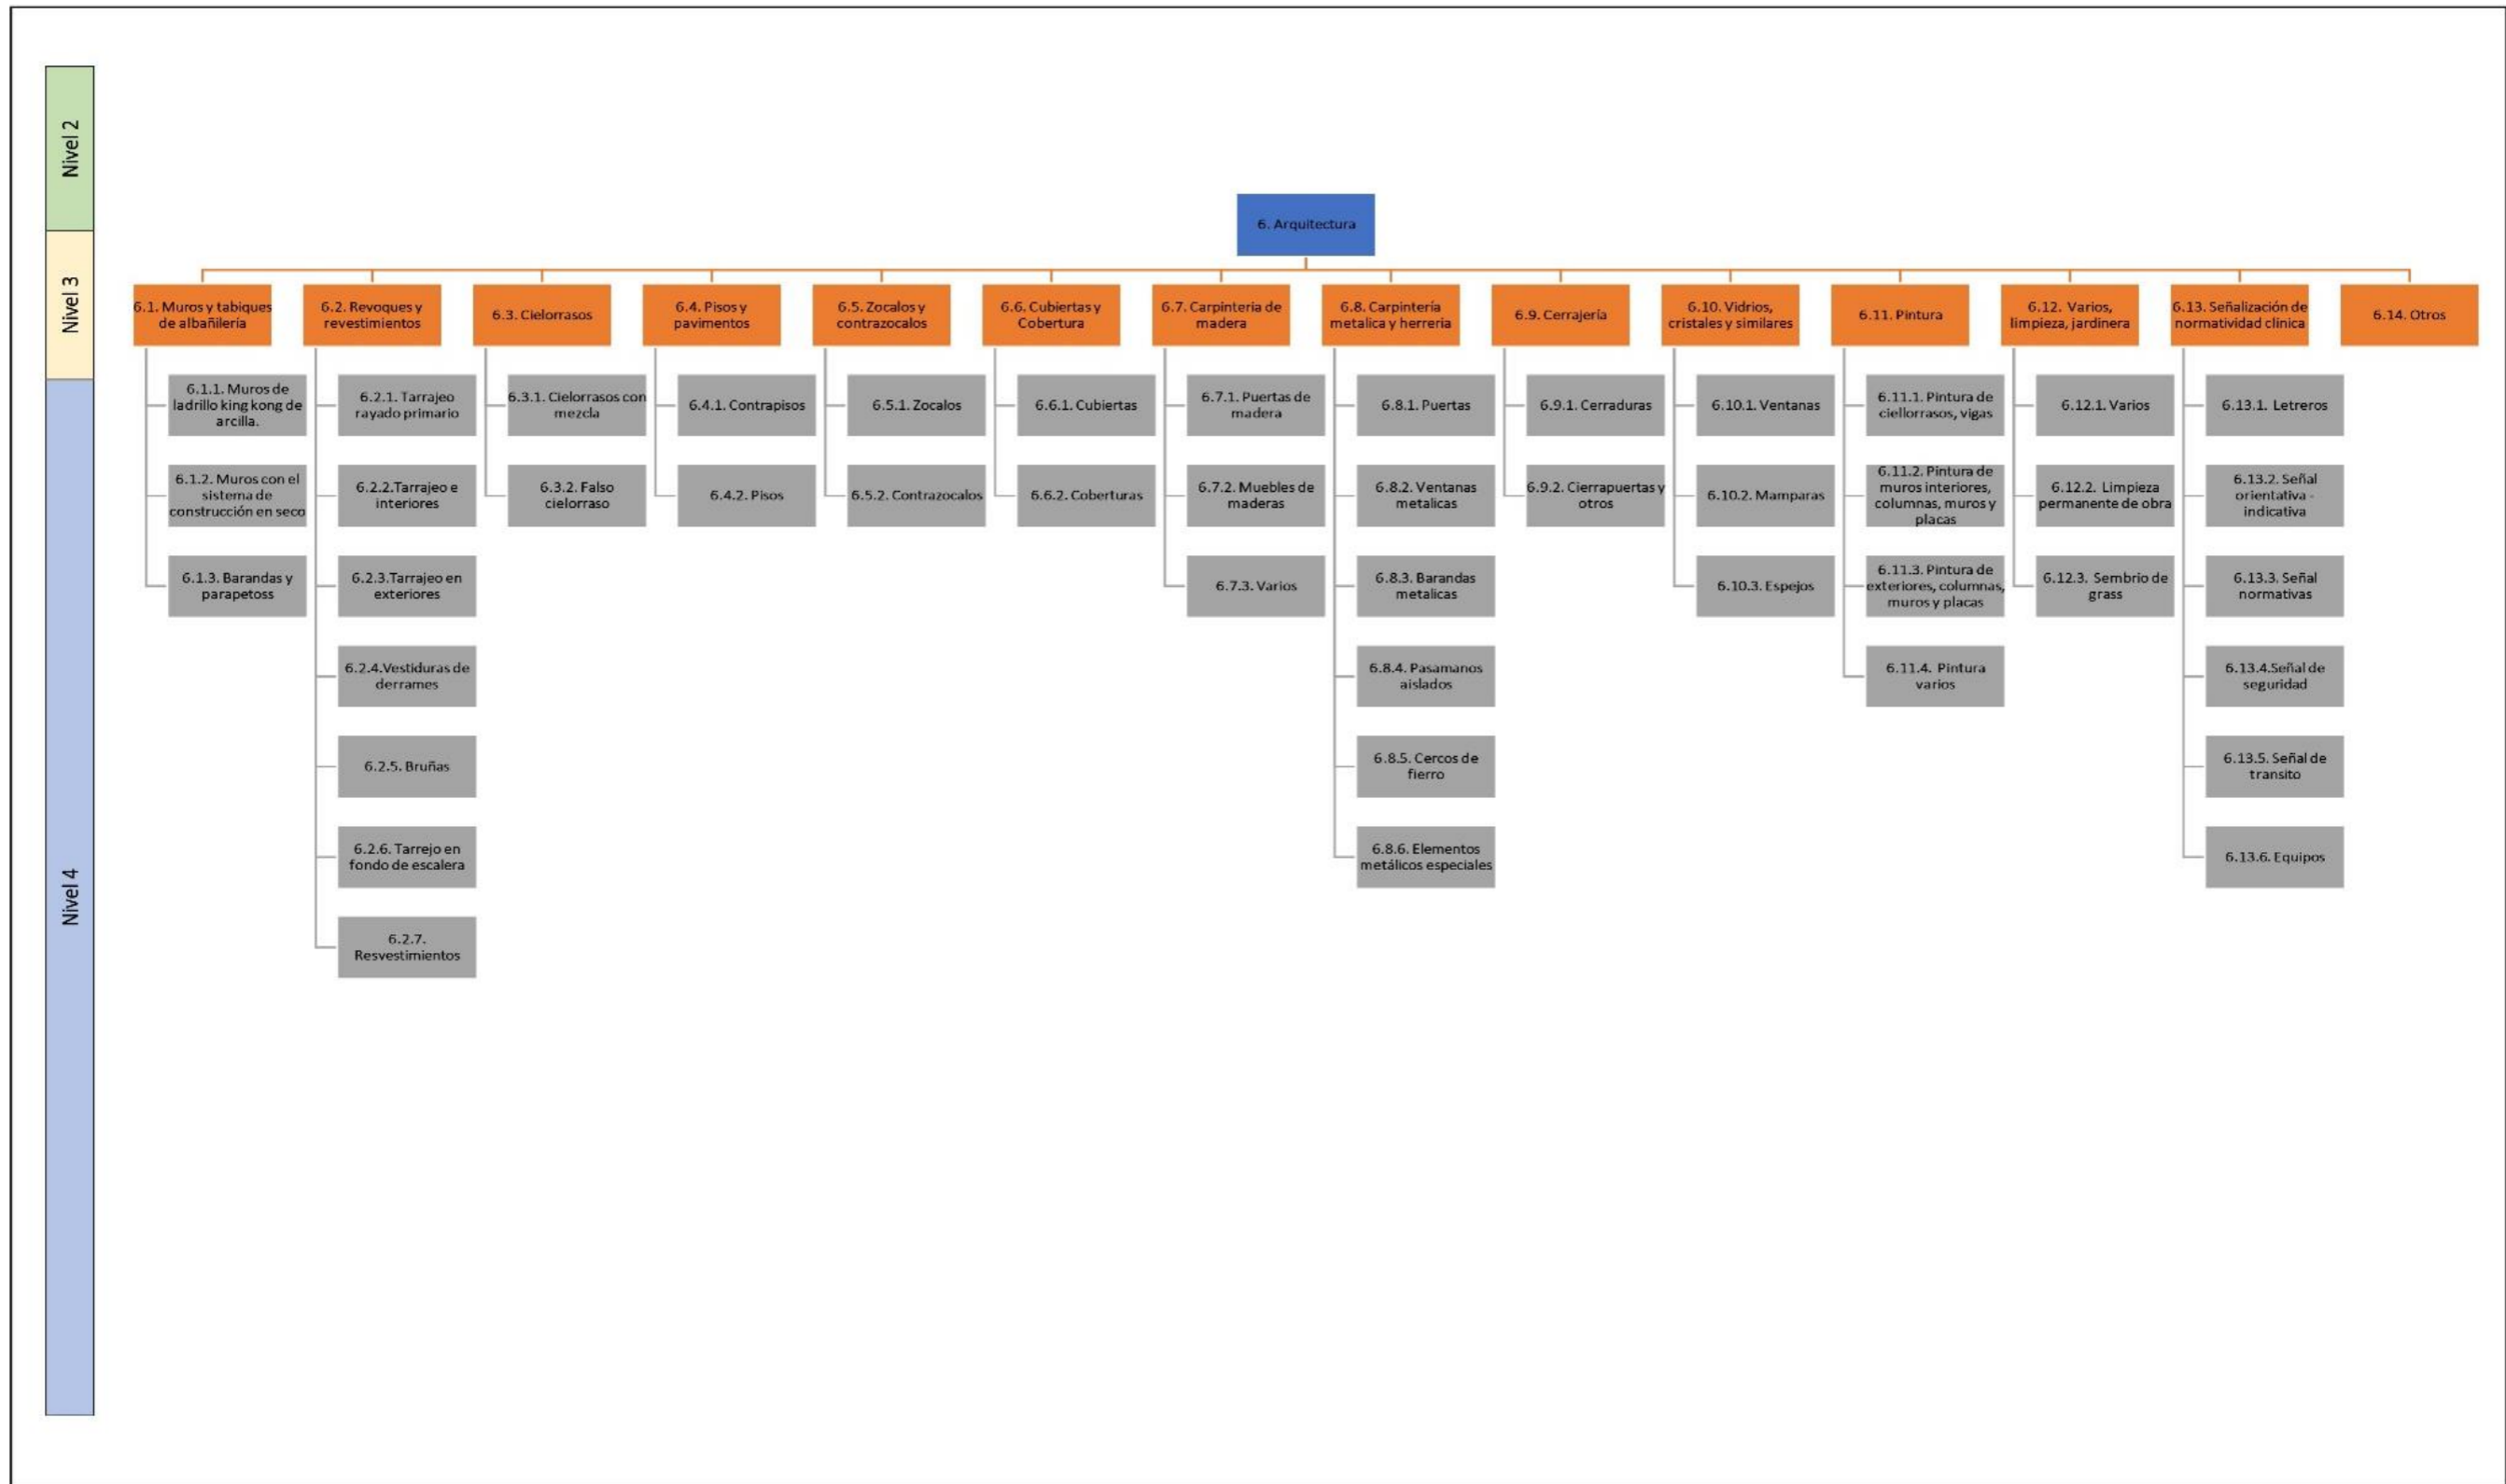 Nivel 2
6. Arquitectura
Nivel 3
6.1. Muros y tabiques
de albañilería
6.2. Revoques y
revestimientos
6.3. Cielorrasos
6.4. Pisos y
pavimentos
6.5. Zocalos y
contrazocalos
6.6. Cubiertas y
Cobertura
6.7. Carpinteria de
madera
6.8. Carpintería
metalica y herreria
6.9. Cerrajería
6.10. Vidrios,
cristales y similares
6.11. Pintura
6.12. Varios,
limpieza, jardinera
6.13. Señalización de
normatividad clínica
6.14. Otros
Nivel 4
6.1.1. Muros de
ladrillo king kong de
arcilla.
6.1.2. Muros con el
sistema de
construcción en seco
6.1.3. Barandas y
parapetoss
6.2.1. Tarrajeo
rayado primario
6.2.2.Tarrajeo e
interiores
6.2.3.Tarrajeo en
exteriores
6.2.4.Vestiduras de
derrames
6.2.5. Bruñas
6.2.6. Tarrejo en
fondo de escalera
6.2.7.
Resvestimientos
6.3.1. Cielorrasos con
mezcla
6.3.2. Falso
cielorraso
6.4.1. Contrapisos
6.4.2. Pisos
6.5.1. Zocalos
6.5.2. Contrazocalos
6.6.1. Cubiertas
6.6.2. Coberturas
6.7.1. Puertas de
madera
6.7.2. Muebles de
maderas
6.7.3. Varios
6.8.1. Puertas
6.8.2. Ventanas
metalicas
6.8.3. Barandas
metalicas
6.8.4. Pasamanos
aislados
6.8.5. Cercos de
fierro
6.8.6. Elementos
metálicos especiales
6.9.1. Cerraduras
6.9.2. Cierrapuertas y
otros
6.10.1. Ventanas
6.10.2. Mamparas
6.10.3. Espejos
6.11.1. Pintura de
ciellorrasos, vigas
6.11.2. Pintura de
muros interiores,
columnas, muros y
placas
6.11.3. Pintura de
exteriores, columnas,
muros y placas
6.11.4. Pintura
varios
6.12.1. Varios
6.12.2. Limpieza
permanente de obra
6.12.3. Sembrio de
grass
6.13.1. Letreros
6.13.2. Señal
orientativa -
indicativa
6.13.3. Señal
normativas
6.13.4.Señal de
seguridad
6.13.5. Señal de
transito
6.13.6. Equipos